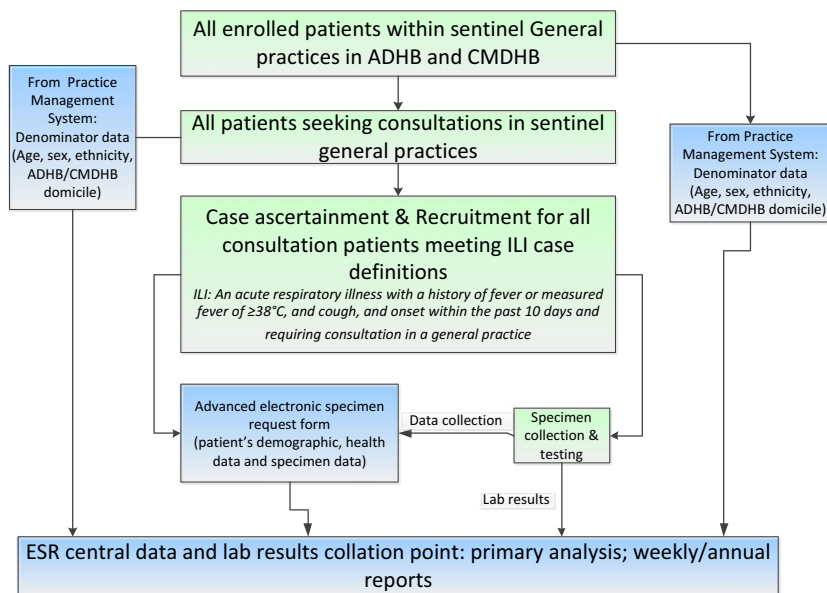 All enrolled patients within sentinel General
practices in ADHB and CMDHB
From Practice
Management
System:
Denominator data
(Age, sex, ethnicity,
ADHB/CMDHB
domicile)
All patients seeking consultations in sentinel
general practices
From Practice
Management System:
Denominator data
(Age, sex, ethnicity,
ADHB/CMDHB domicile)
Case ascertainment & Recruitment for all
consultation patients meeting ILI case
definitions
ILI: An acute respiratory illness with a history of fever or measured
fever of ≥38°C, and cough, and onset within the past 10 days and
requiring consultation in a general practice
Advanced electronic specimen
request form
(patient's demographic, health
data and specimen data)
Data collection
Specimen
collection &
testing
Lab results
ESR central data and lab results collation point: primary analysis; weekly/annual
reports